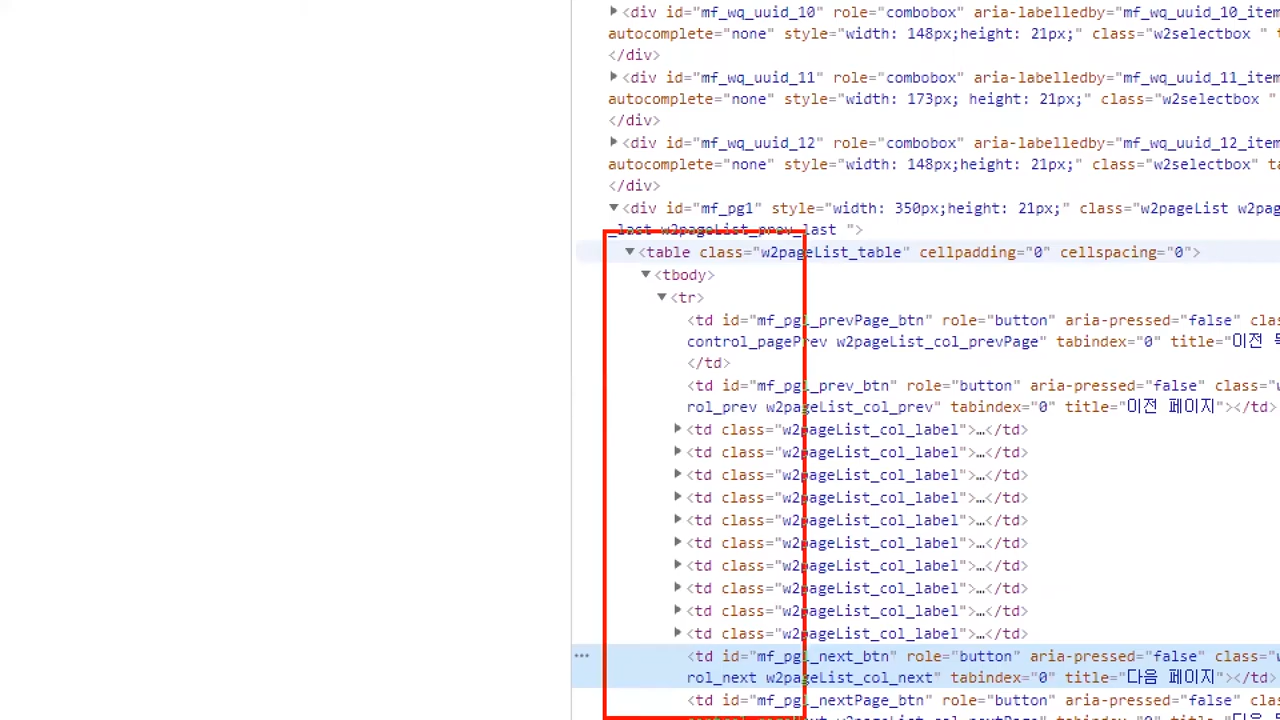 <div id="mf_wq_uuid_10" role="combobox" aria-labelledby="mf_wq_uuid_10_item
autocomplete="none" style="width: 148px;height: 21px;" class="w2selectbox " t
</div>
<div id="mf_wq_uuid_11" role="combobox" aria-labelledby="mf_wq_uuid_11_item
autocomplete="none" style="width: 173px; height: 21px;" class="w2selectbox "
</div>
<div id="mf_wq_uuid_12" role="combobox" aria-labelledby="mf_wq_uuid_12_item
autocomplete="none" style="width: 148px;height: 21px;" class="w2selectbox" ta
</div>
<div id="mf_pg1" style="width: 350px;height: 21px;" class="w2pageList w2pag
_last w2pageList_prev_last ">
<table class="w2pageList_table" cellpadding="0" cellspacing="0">
<tbody>
<tr>
<td id="mf_pg1_prevPage_btn" role="button" aria-pressed="false" clas
control_pagePrev w2pageList_col_prevPage" tabindex="0" title="이전
</td>
<td id="mf_pg1_prev_btn" role="button" aria-pressed="false" class="w
rol_prev w2pageList_col_prev" tabindex="0" title="이전 페이지"></td>
<td class="w2pageList_col_label">…</td>
<td class="w2pageList_col_label">…</td>
<td class="w2pageList_col_label">…</td>
<td class="w2pageList_col_label">…</td>
<td class="w2pageList_col_label">…</td>
<td class="w2pageList_col_label">…</td>
<td class="w2pageList_col_label">…</td>
<td class="w2pageList_col_label">…</td>
<td class="w2pageList_col_label">…</td>
<td class="w2pageList_col_label">…</td>
<td id="mf_pg1_next_btn" role="button" aria-pressed="false" class="w
rol_next w2pageList_col_next" tabindex="0" title="다음 페이지"></td>
<td id="mf_pg1_nextPage_btn" role="button" aria-pressed="false" clas